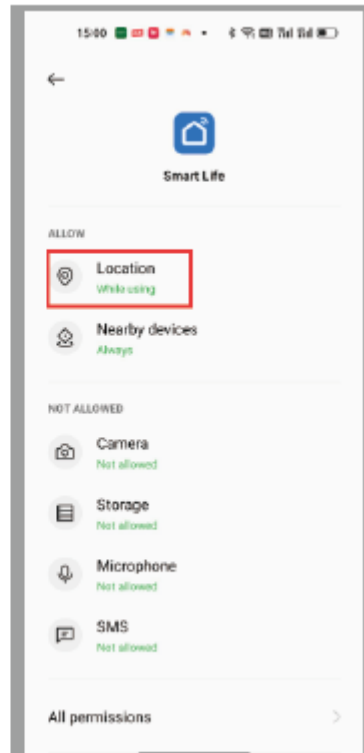 15:00
Smart Life
ALLOW
Location
While using
Nearby devices
Always
NOT ALLOWED
Camera
Not allowed
Storage
Not allowed
Microphone
Not allowed
SMS
Not allowed
All permissions